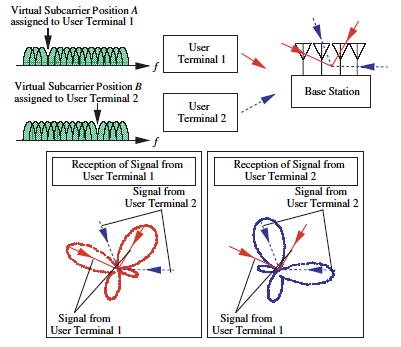 Virtual Subcarrier Position A
assigned to User Terminal 1
f
Virtual Subcarrier Position B
assigned to User Terminal 2
f
User
Terminal 1
User
Terminal 2
Base Station
Reception of Signal from
User Terminal 1
Signal from
User Terminal 2
Signal from
User Terminal 1
Reception of Signal from
User Terminal 2
Signal from
User Terminal 2
Signal from
User Terminal 1